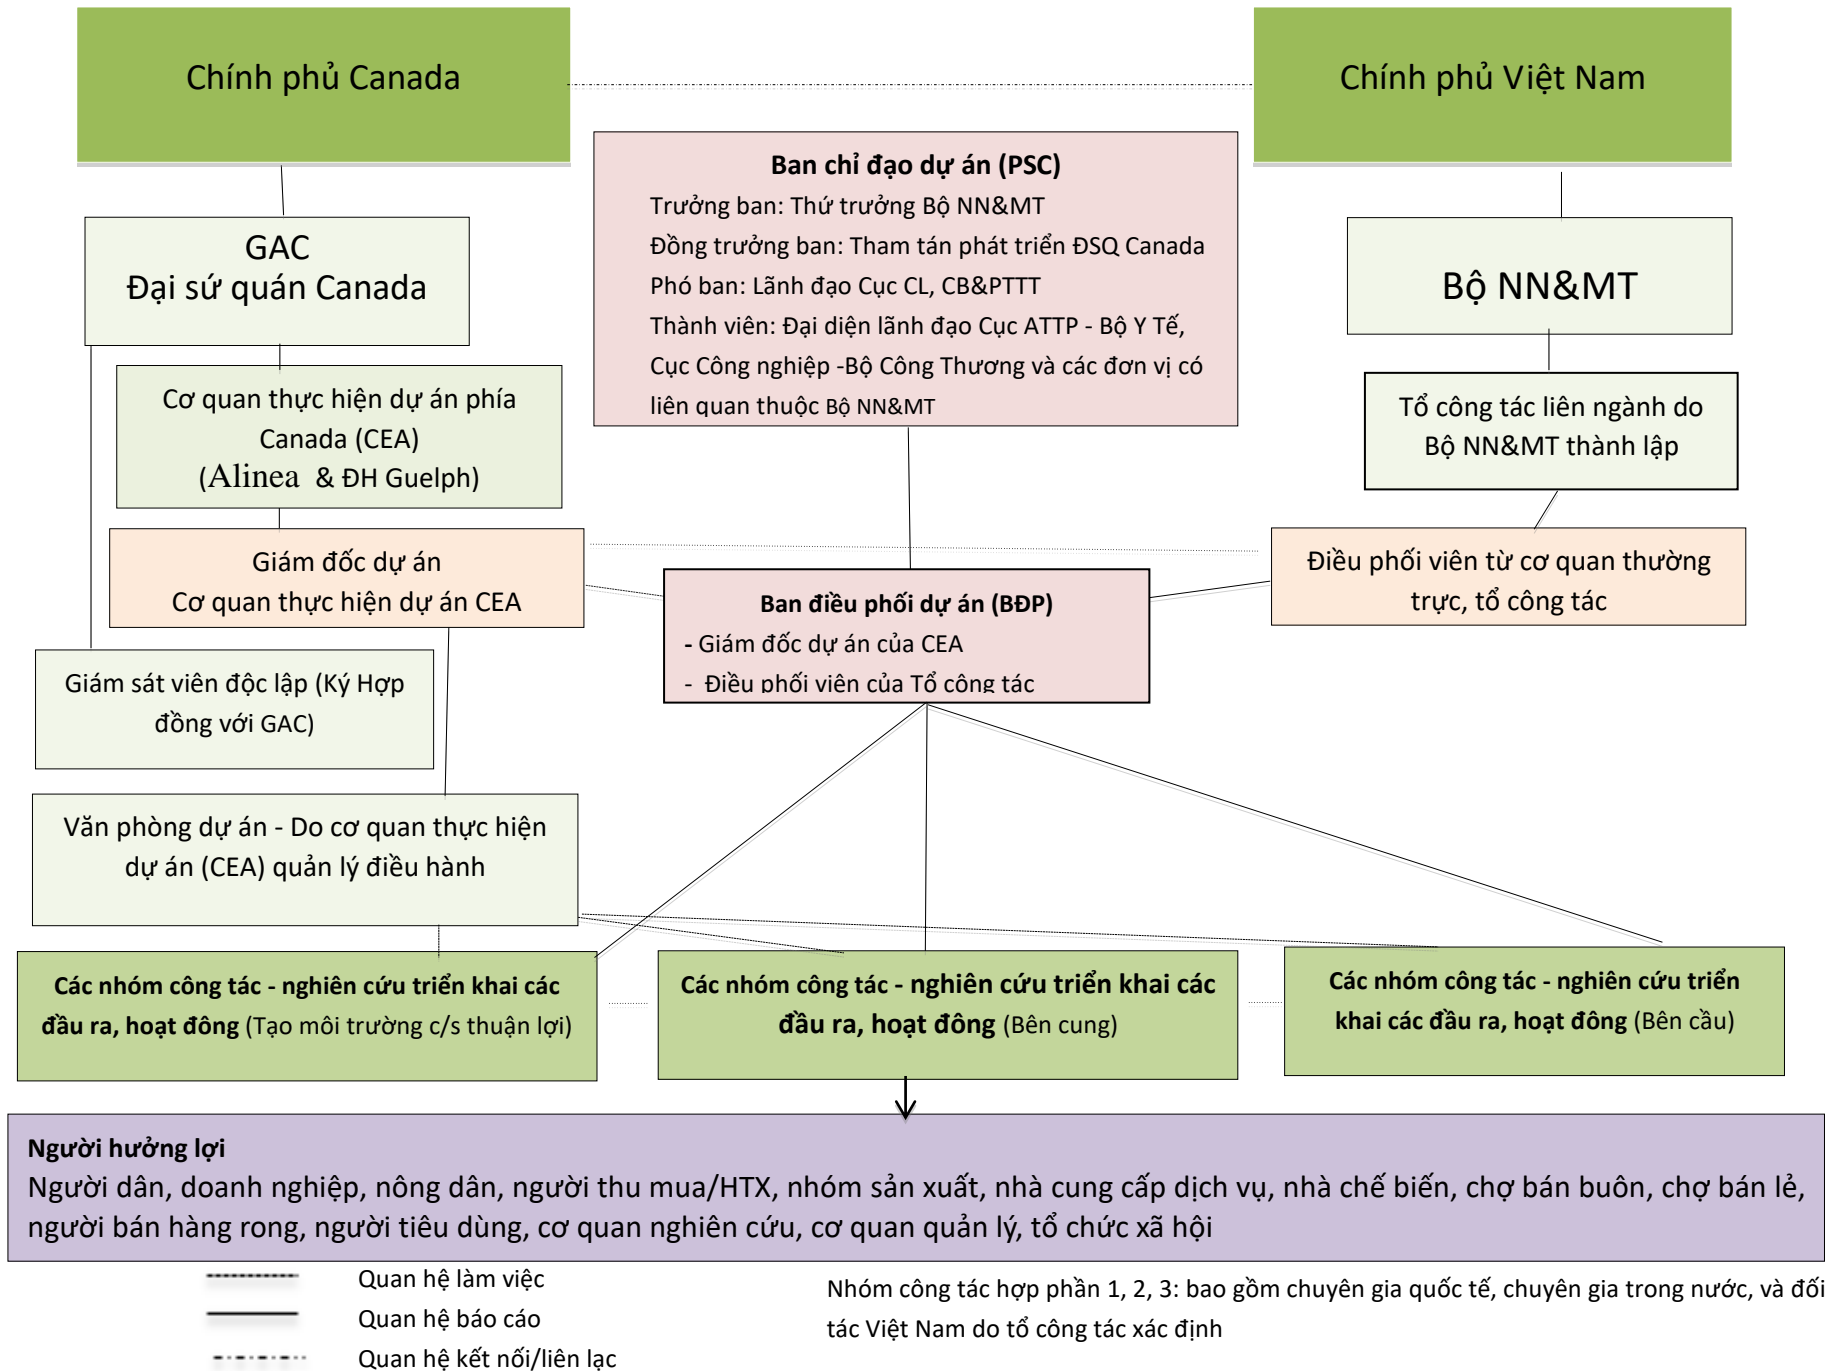 Chính phủ Canada
Chính phủ Việt Nam
Ban chỉ đạo dự án (PSC)
Trưởng ban: Thứ trưởng Bộ NN&MT
Đồng trưởng ban: Tham tán phát triển ĐSQ Canada
Phó ban: Lãnh đạo Cục CL, CB&PTTT
Thành viên: Đại diện lãnh đạo Cục ATTP - Bộ Y Tế,
Cục Công nghiệp -Bộ Công Thương và các đơn vị có
liên quan thuộc Bộ NN&MT
GAC
Đại sứ quán Canada
Bộ NN&MT
Cơ quan thực hiện dự án phía
Canada (CEA)
(Alinea & ĐH Guelph)
Tổ công tác liên ngành do
Bộ NN&MT thành lập
Giám đốc dự án
Cơ quan thực hiện dự án CEA
Điều phối viên từ cơ quan thường
trực, tổ công tác
Ban điều phối dự án (BĐP)
- Giám đốc dự án của CEA
- Điều phối viên của Tổ công tác
Giám sát viên độc lập (Ký Hợp
đồng với GAC)
Văn phòng dự án - Do cơ quan thực hiện
dự án (CEA) quản lý điều hành
Các nhóm công tác - nghiên cứu triển khai các
đầu ra, hoạt đông (Tạo môi trường c/s thuận lợi)
Các nhóm công tác - nghiên cứu triển khai các
đầu ra, hoạt đông (Bên cung)
Các nhóm công tác - nghiên cứu triển
khai các đầu ra, hoạt đông (Bên cầu)
Người hưởng lợi
Người dân, doanh nghiệp, nông dân, người thu mua/HTX, nhóm sản xuất, nhà cung cấp dịch vụ, nhà chế biến, chợ bán buôn, chợ bán lẻ,
người bán hàng rong, người tiêu dùng, cơ quan nghiên cứu, cơ quan quản lý, tổ chức xã hội
Quan hệ làm việc
Quan hệ báo cáo
Quan hệ kết nối/liên lạc
Nhóm công tác hợp phần 1, 2, 3: bao gồm chuyên gia quốc tế, chuyên gia trong nước, và đối
tác Việt Nam do tổ công tác xác định